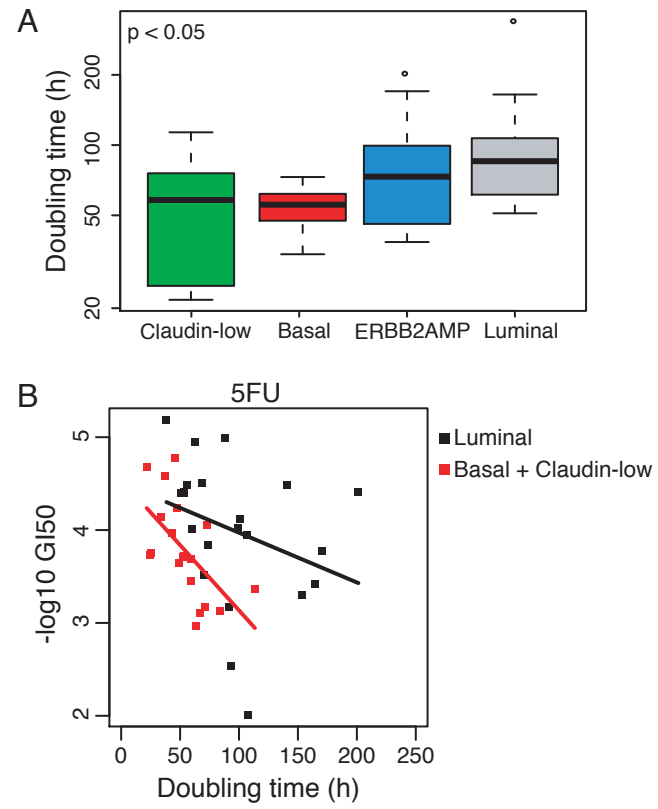 A
p < 0.05
Doubling time (h)
200
100
50
20
Claudin-low Basal ERBB2AMP Luminal
B
5FU
-log10 GI50
5
4
3
2
Luminal
Basal + Claudin-low
0 50 100 150 200 250
Doubling time (h)